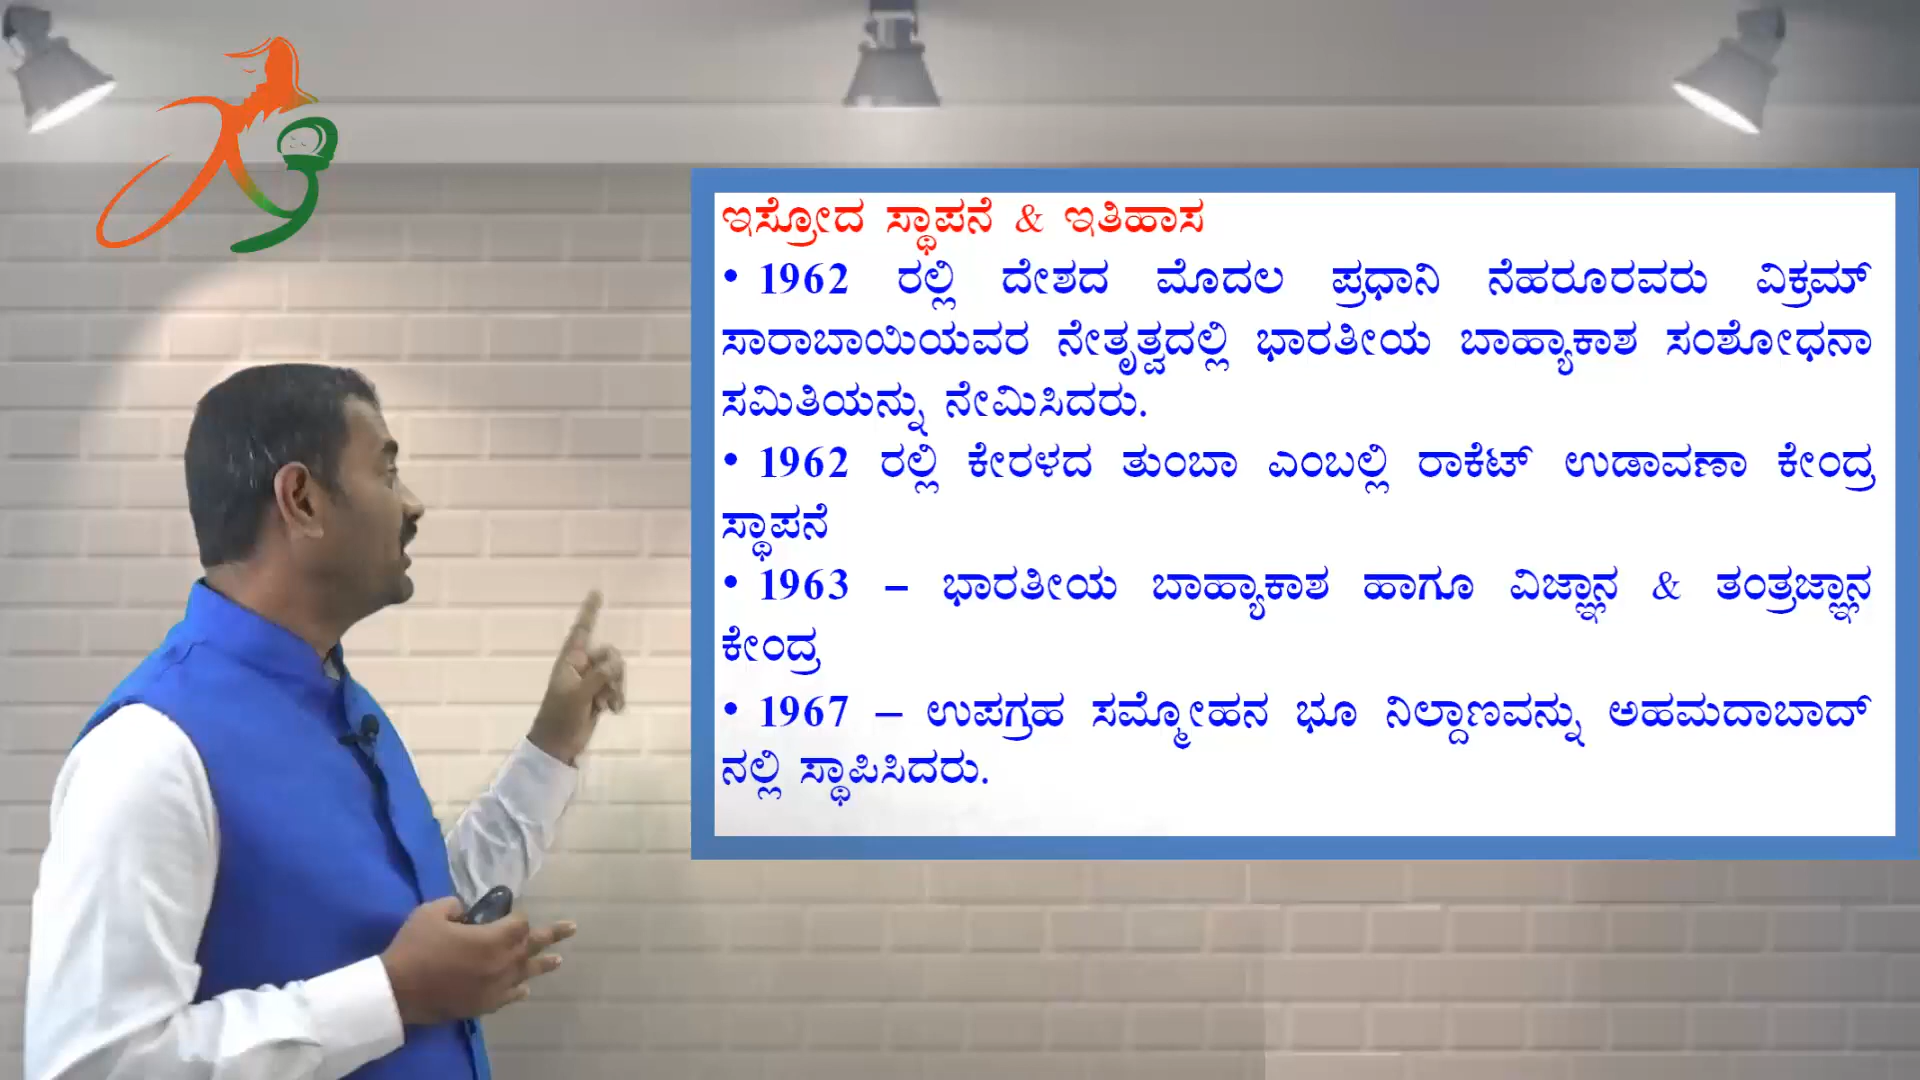 ಇಸ್ರೋದ ಸ್ಥಾಪನೆ & ಇತಿಹಾಸ
• 1962 ರಲ್ಲಿ ದೇಶದ ಮೊದಲ ಪ್ರಧಾನಿ ನೆಹರೂರವರು ವಿಕ್ರಮ್
ಸಾರಾಬಾಯಿಯವರ ನೇತೃತ್ವದಲ್ಲಿ ಭಾರತೀಯ ಬಾಹ್ಯಾಕಾಶ ಸಂಶೋಧನಾ
ಸಮಿತಿಯನ್ನು ನೇಮಿಸಿದರು.
• 1962 ರಲ್ಲಿ ಕೇರಳದ ತುಂಬಾ ಎಂಬಲ್ಲಿ ರಾಕೆಟ್ ಉಡಾವಣಾ ಕೇಂದ್ರ
ಸ್ಥಾಪನೆ
• 1963 – ಭಾರತೀಯ ಬಾಹ್ಯಾಕಾಶ ಹಾಗೂ ವಿಜ್ಞಾನ & ತಂತ್ರಜ್ಞಾನ
ಕೇಂದ್ರ
• 1967 – ಉಪಗ್ರಹ ಸಮ್ಮೋಹನ ಭೂ ನಿಲ್ದಾಣವನ್ನು ಅಹಮದಾಬಾದ್
ನಲ್ಲಿ ಸ್ಥಾಪಿಸಿದರು.